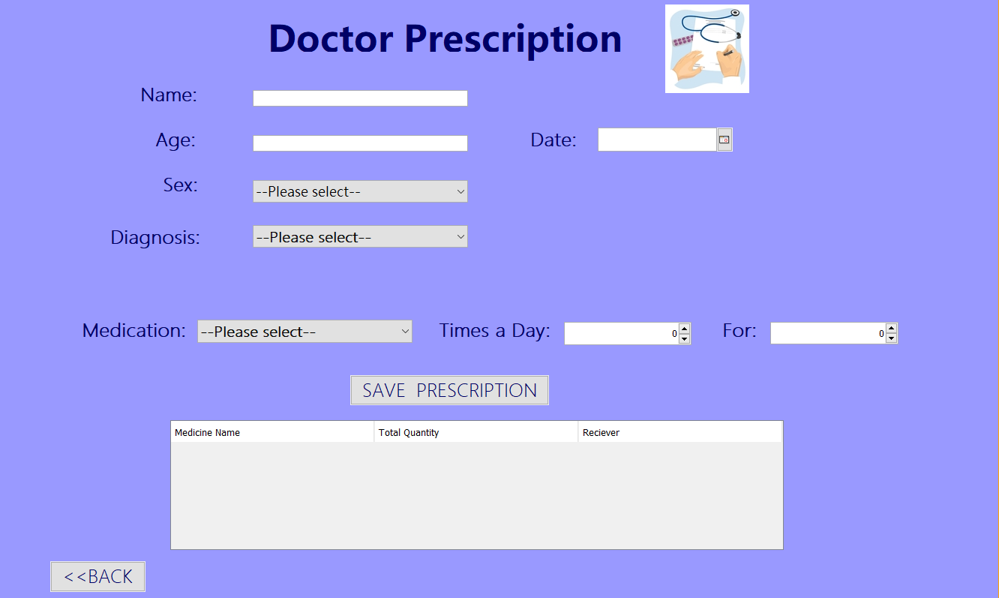 Doctor Prescription
Name:
Age:
Date:
Sex:
--Please select--
Diagnosis:
--Please select--
Medication:
--Please select--
Times a Day:
0
For:
0
SAVE PRESCRIPTION
Medicine Name
Total Quantity
Reciever
<<BACK